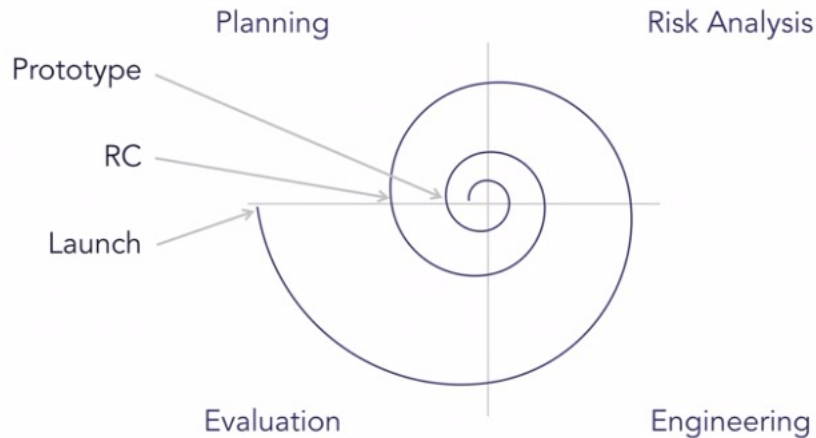 Planning
Risk Analysis
Prototype
RC
Launch
Evaluation
Engineering